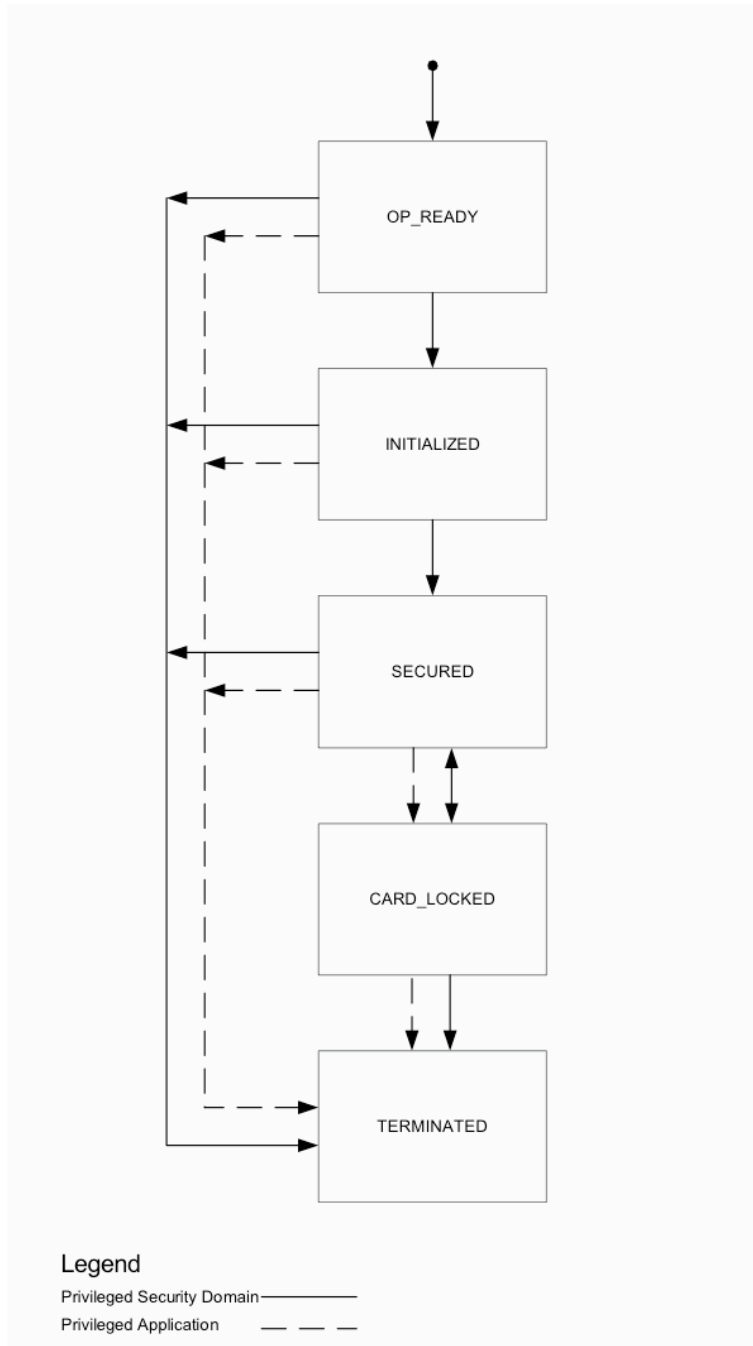 OP_READY
INITIALIZED
SECURED
CARD_LOCKED
TERMINATED
Legend
Privileged Security Domain
Privileged Application